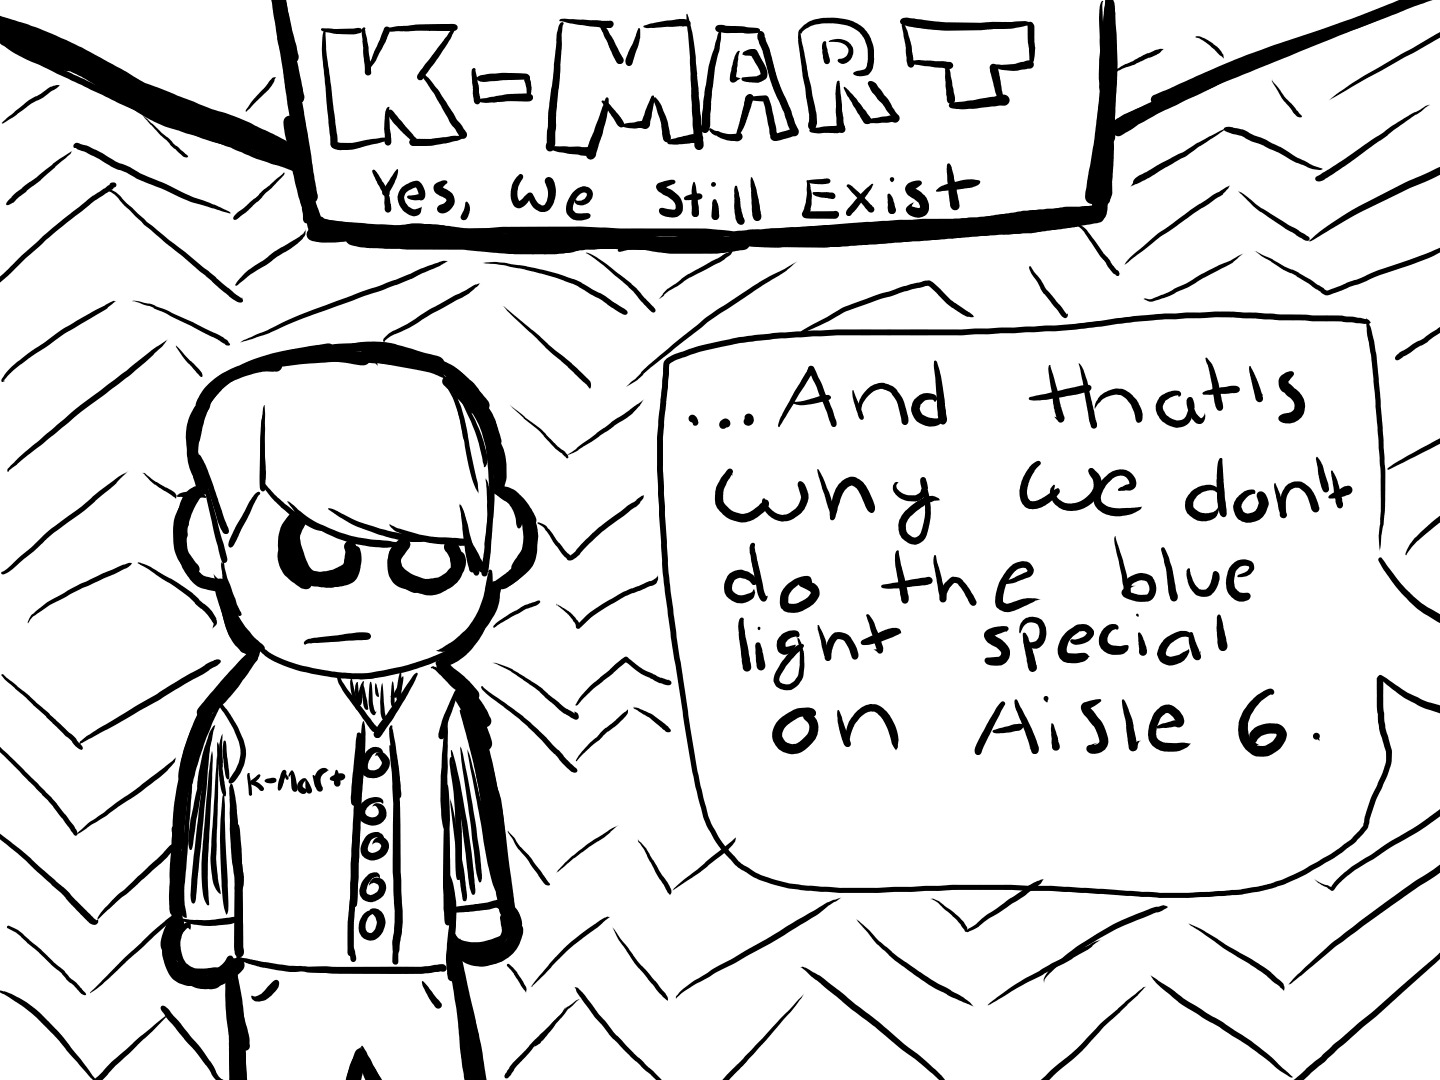 K-MART
Yes, We Still Exist
...And that's
why we don't
do the blue
light special
on Aisle 6.
K-Mart